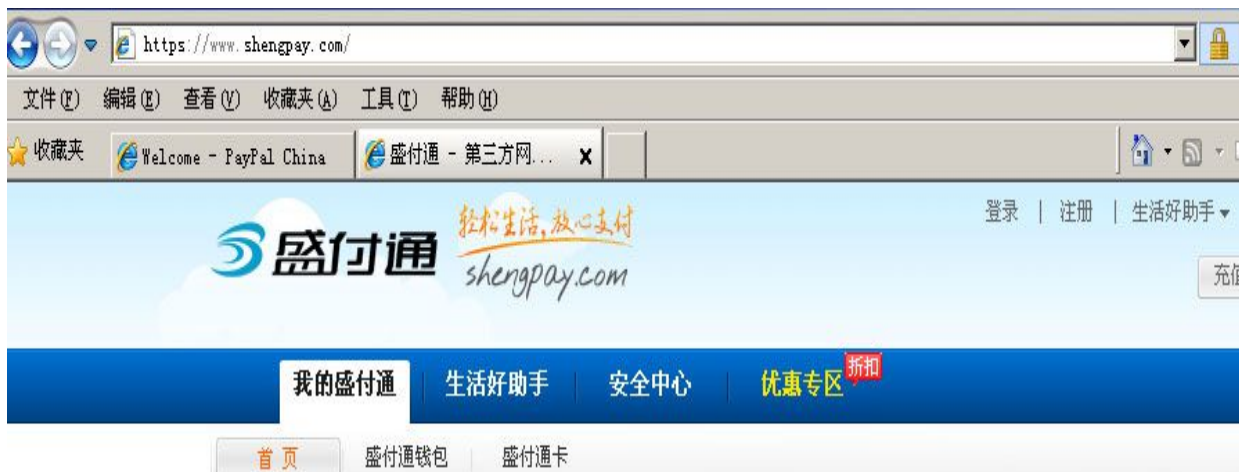 https://www.shengpay.com/
文件(F) 编辑(E) 查看(V) 收藏夹(A) 工具(T) 帮助(H)
收藏夹 Welcome - PayPal China 盛付通 - 第三方网...
登录 | 注册 | 生活好助手
盛付通 轻松生活,放心支付
shengpay.com
充值
我的盛付通 生活好助手 安全中心 优惠专区 折扣
首页 盛付通钱包 盛付通卡